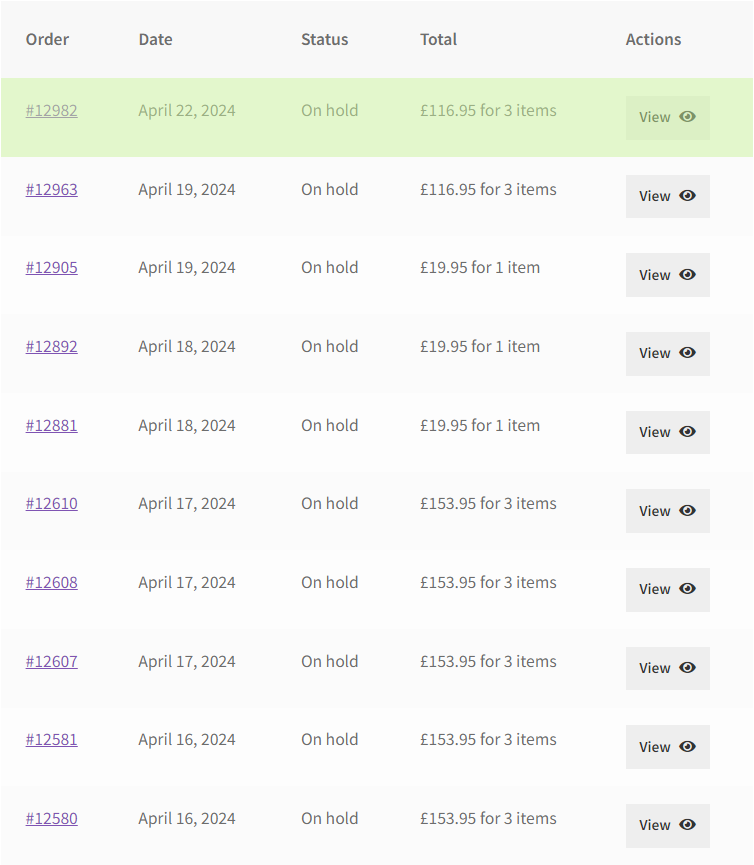 Order Date Status Total Actions
#12982 April 22, 2024 On hold £116.95 for 3 items View
#12963 April 19, 2024 On hold £116.95 for 3 items View
#12905 April 19, 2024 On hold £19.95 for 1 item View
#12892 April 18, 2024 On hold £19.95 for 1 item View
#12881 April 18, 2024 On hold £19.95 for 1 item View
#12610 April 17, 2024 On hold £153.95 for 3 items View
#12608 April 17, 2024 On hold £153.95 for 3 items View
#12607 April 17, 2024 On hold £153.95 for 3 items View
#12581 April 16, 2024 On hold £153.95 for 3 items View
#12580 April 16, 2024 On hold £153.95 for 3 items View